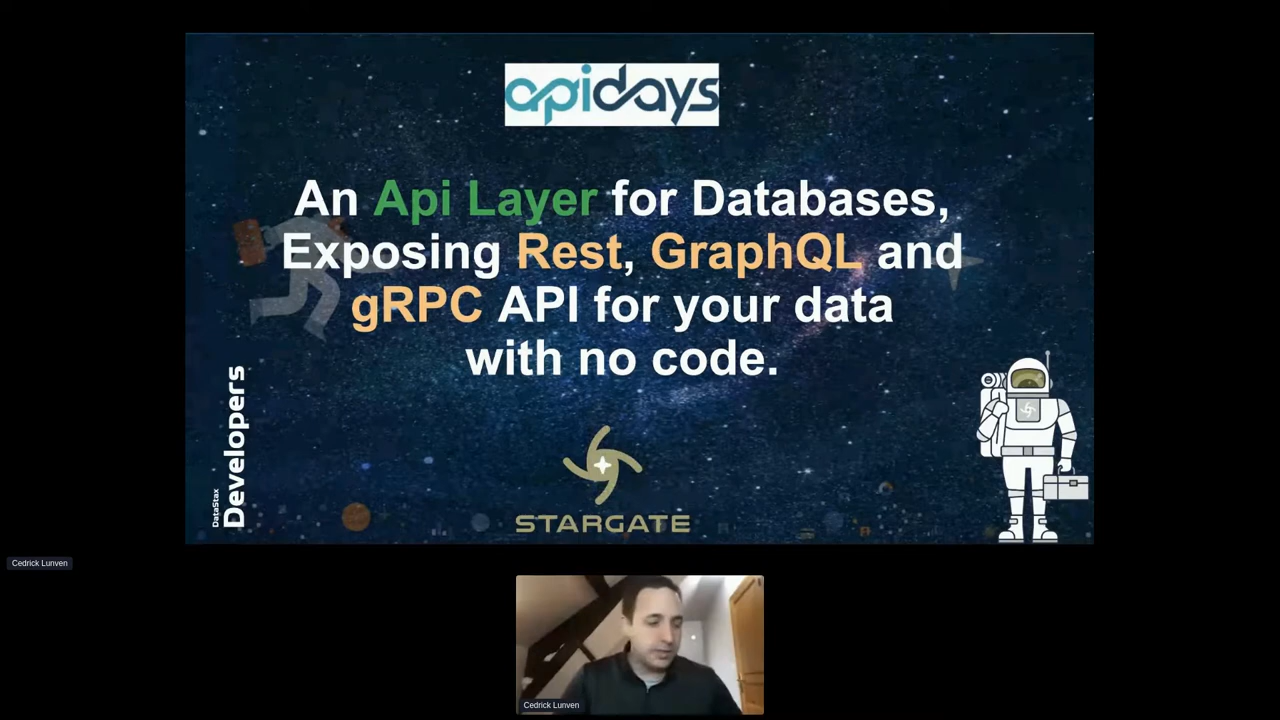 apidays
An Api Layer for Databases,
Exposing Rest, GraphQL and
gRPC API for your data
with no code.
DataStax
Developers
STARGATE
Cedrick Lunven
Cedrick Lunven